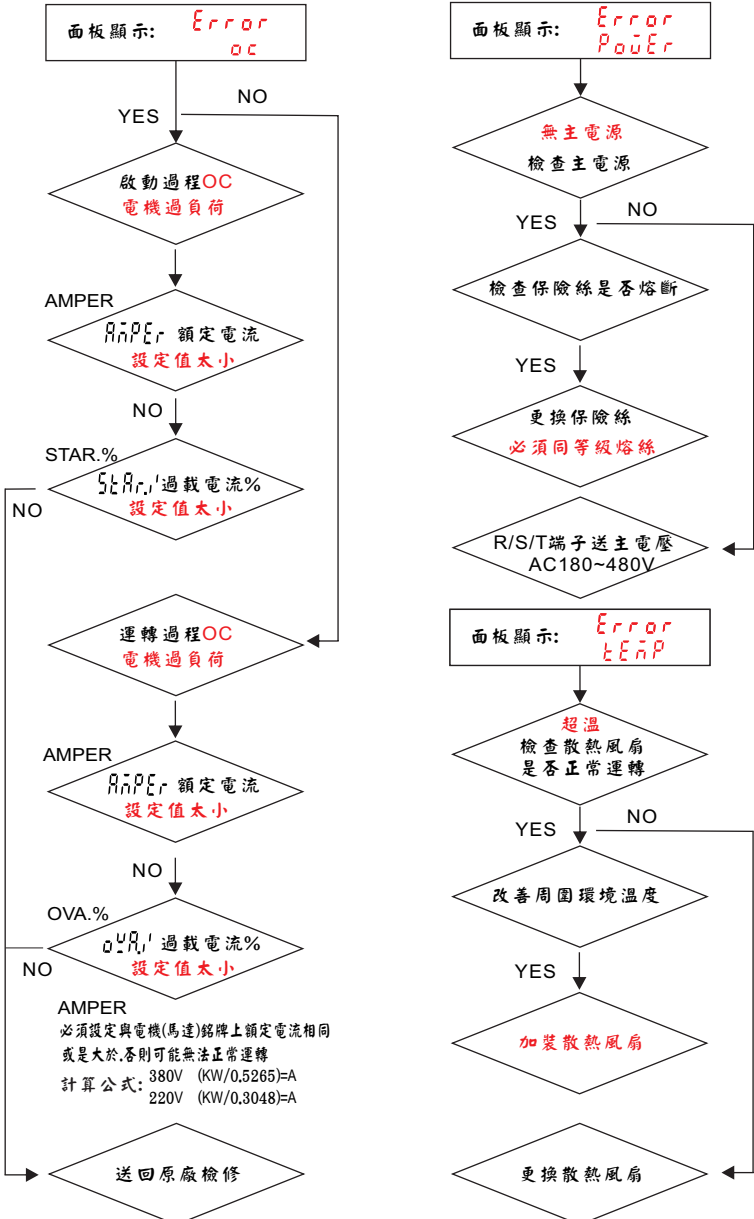 面板顯示: Error
oc
YES
NO
啟動過程OC
電機過負荷
AMPER
AñPEr 額定電流
設定值太小
NO
STAR.%
StAr.¦' 過載電流%
設定值太小
NO
運轉過程OC
電機過負荷
AMPER
AñPEr 額定電流
設定值太小
NO
OVA.%
oYA.¦' 過載電流%
設定值太小
NO
AMPER
必須設定與電機(馬達)銘牌上額定電流相同
或是大於.否則可能無法正常運轉
計算公式: 380V (KW/0.5265)=A
220V (KW/0.3048)=A
送回原廠檢修
面板顯示: Error
PoūEr
無主電源
檢查主電源
YES
NO
檢查保險絲是否熔斷
YES
更換保險絲
必須同等級熔絲
R/S/T端子送主電壓
AC180~480V
面板顯示: Error
tEñP
超溫
檢查散熱風扇
是否正常運轉
YES
NO
改善周圍環境溫度
YES
加裝散熱風扇
更換散熱風扇